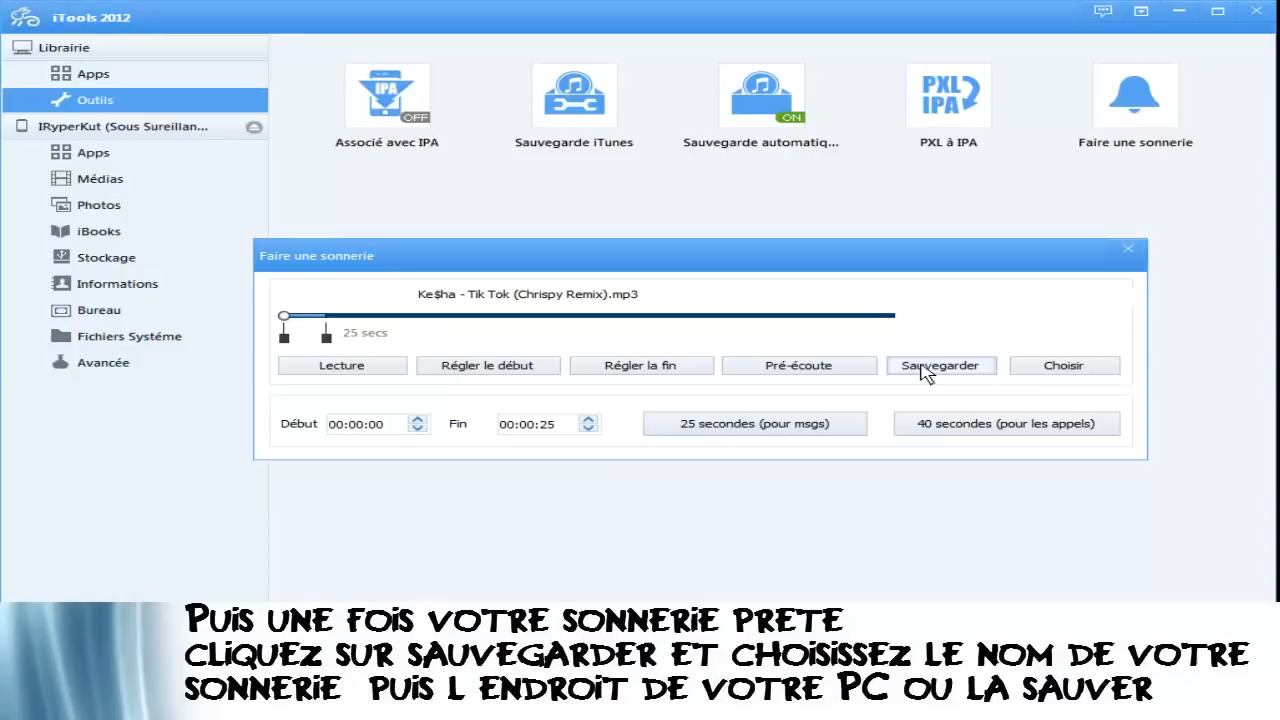 iTools 2012
Librairie
Apps
Outils
IRyperKut (Sous Sureillan...
Apps
Médias
Photos
iBooks
Stockage
Informations
Bureau
Fichiers Systéme
Avancée
IPA
OFF
Associé avec IPA
Sauvegarde iTunes
ON
Sauvegarde automatiq...
PXL
IPA
PXL à IPA
Faire une sonnerie
Faire une sonnerie
Ke$ha - Tik Tok (Chrispy Remix).mp3
25 secs
Lecture
Régler le début
Régler la fin
Pré-écoute
Sauvegarder
Choisir
Début
00:00:00
Fin
00:00:25
25 secondes (pour msgs)
40 secondes (pour les appels)
Puis une fois votre sonnerie prete
cliquez sur sauvegarder et choisissez le nom de votre
sonnerie puis l endroit de votre PC ou la sauver